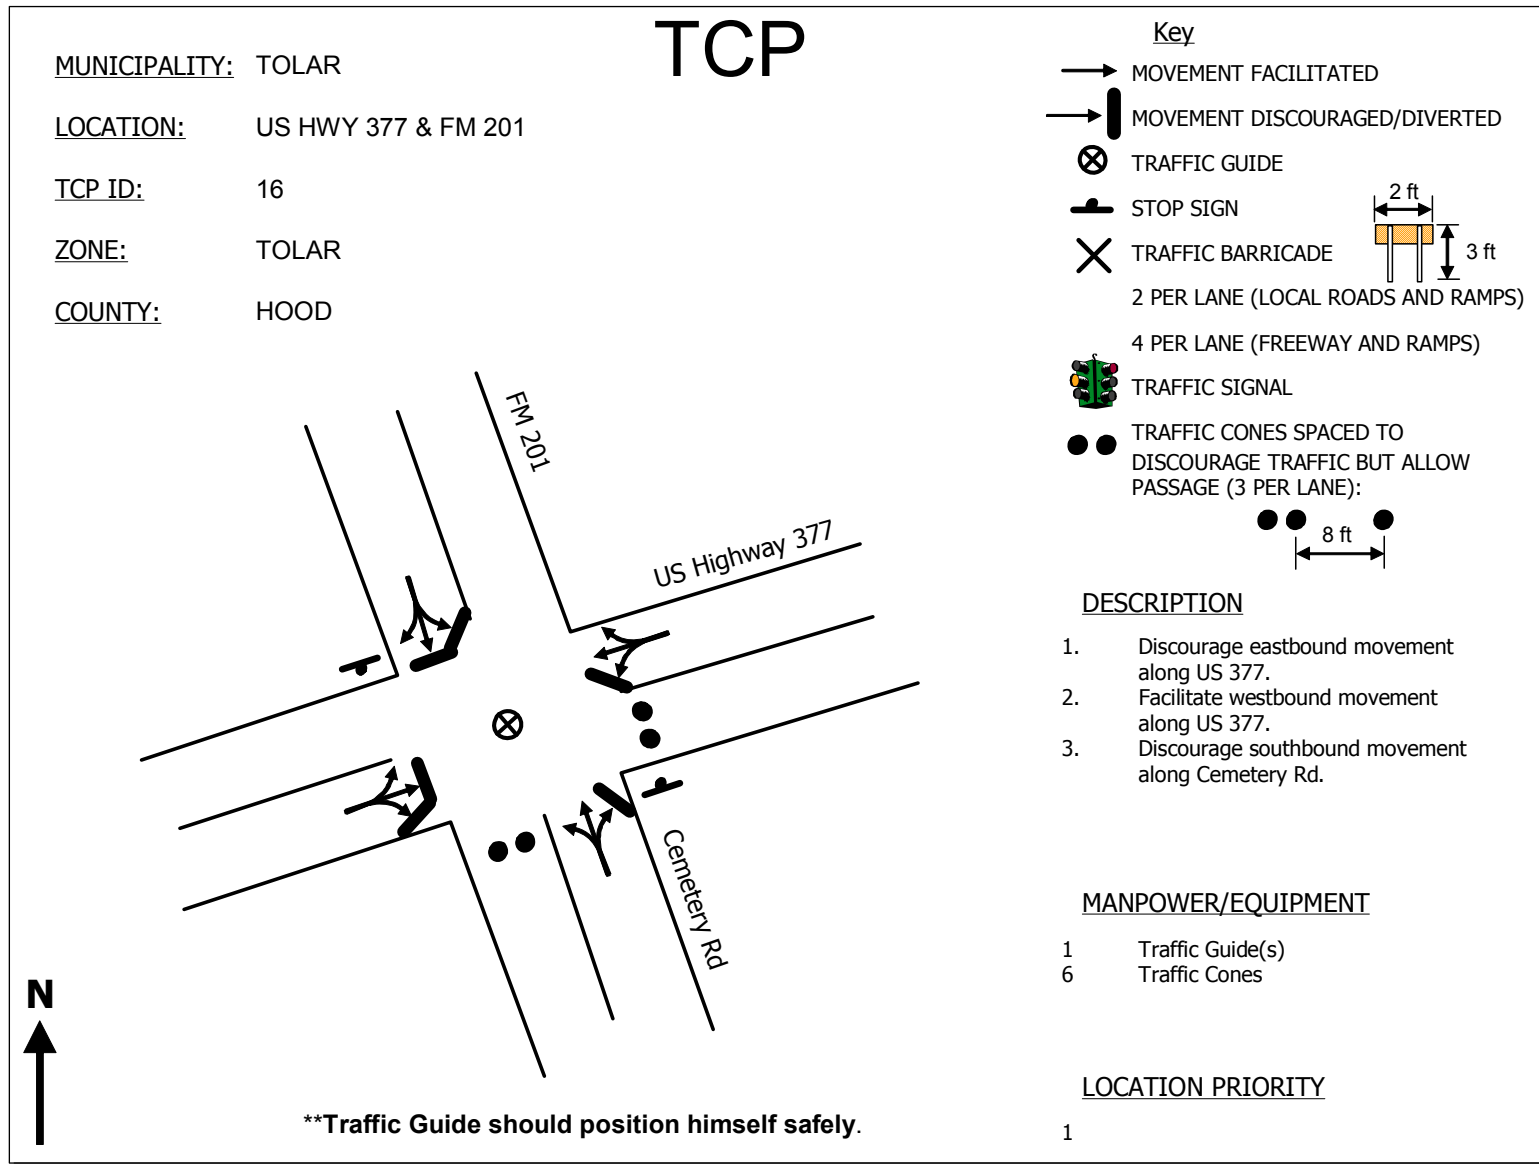 TCP
MUNICIPALITY: TOLAR
LOCATION: US HWY 377 & FM 201
TCP ID: 16
ZONE: TOLAR
COUNTY: HOOD
Key
MOVEMENT FACILITATED
MOVEMENT DISCOURAGED/DIVERTED
TRAFFIC GUIDE
STOP SIGN
2 ft
TRAFFIC BARRICADE
3 ft
2 PER LANE (LOCAL ROADS AND RAMPS)
4 PER LANE (FREEWAY AND RAMPS)
TRAFFIC SIGNAL
TRAFFIC CONES SPACED TO
DISCOURAGE TRAFFIC BUT ALLOW
PASSAGE (3 PER LANE):
8 ft
FM 201
US Highway 377
Cemetery Rd
DESCRIPTION
1. Discourage eastbound movement
along US 377.
2. Facilitate westbound movement
along US 377.
3. Discourage southbound movement
along Cemetery Rd.
MANPOWER/EQUIPMENT
1 Traffic Guide(s)
6 Traffic Cones
LOCATION PRIORITY
1
N
**Traffic Guide should position himself safely.